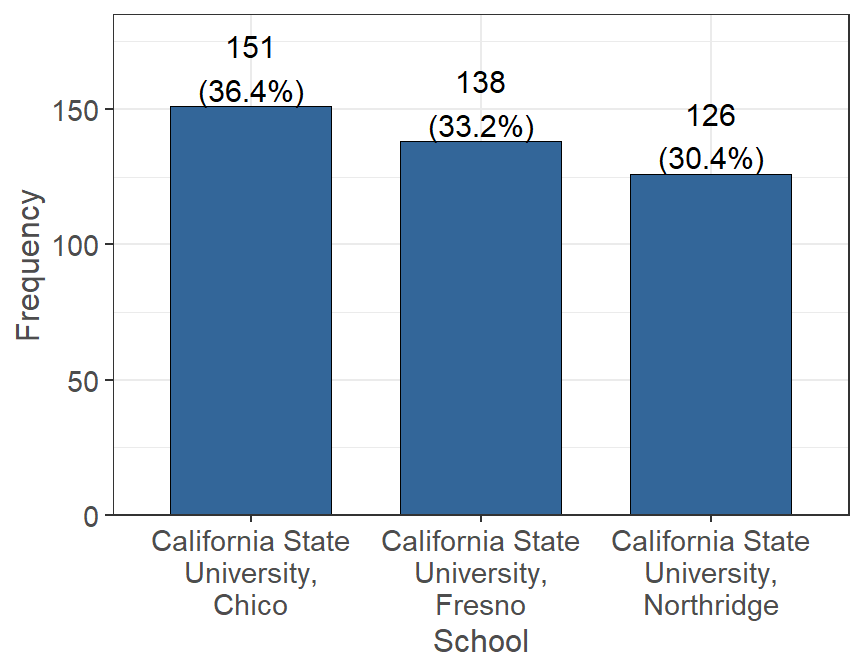 151
(36.4%)
138
(33.2%)
126
(30.4%)
150
100
50
0
Frequency
California State
University,
Chico
California State
University,
Fresno
California State
University,
Northridge
School